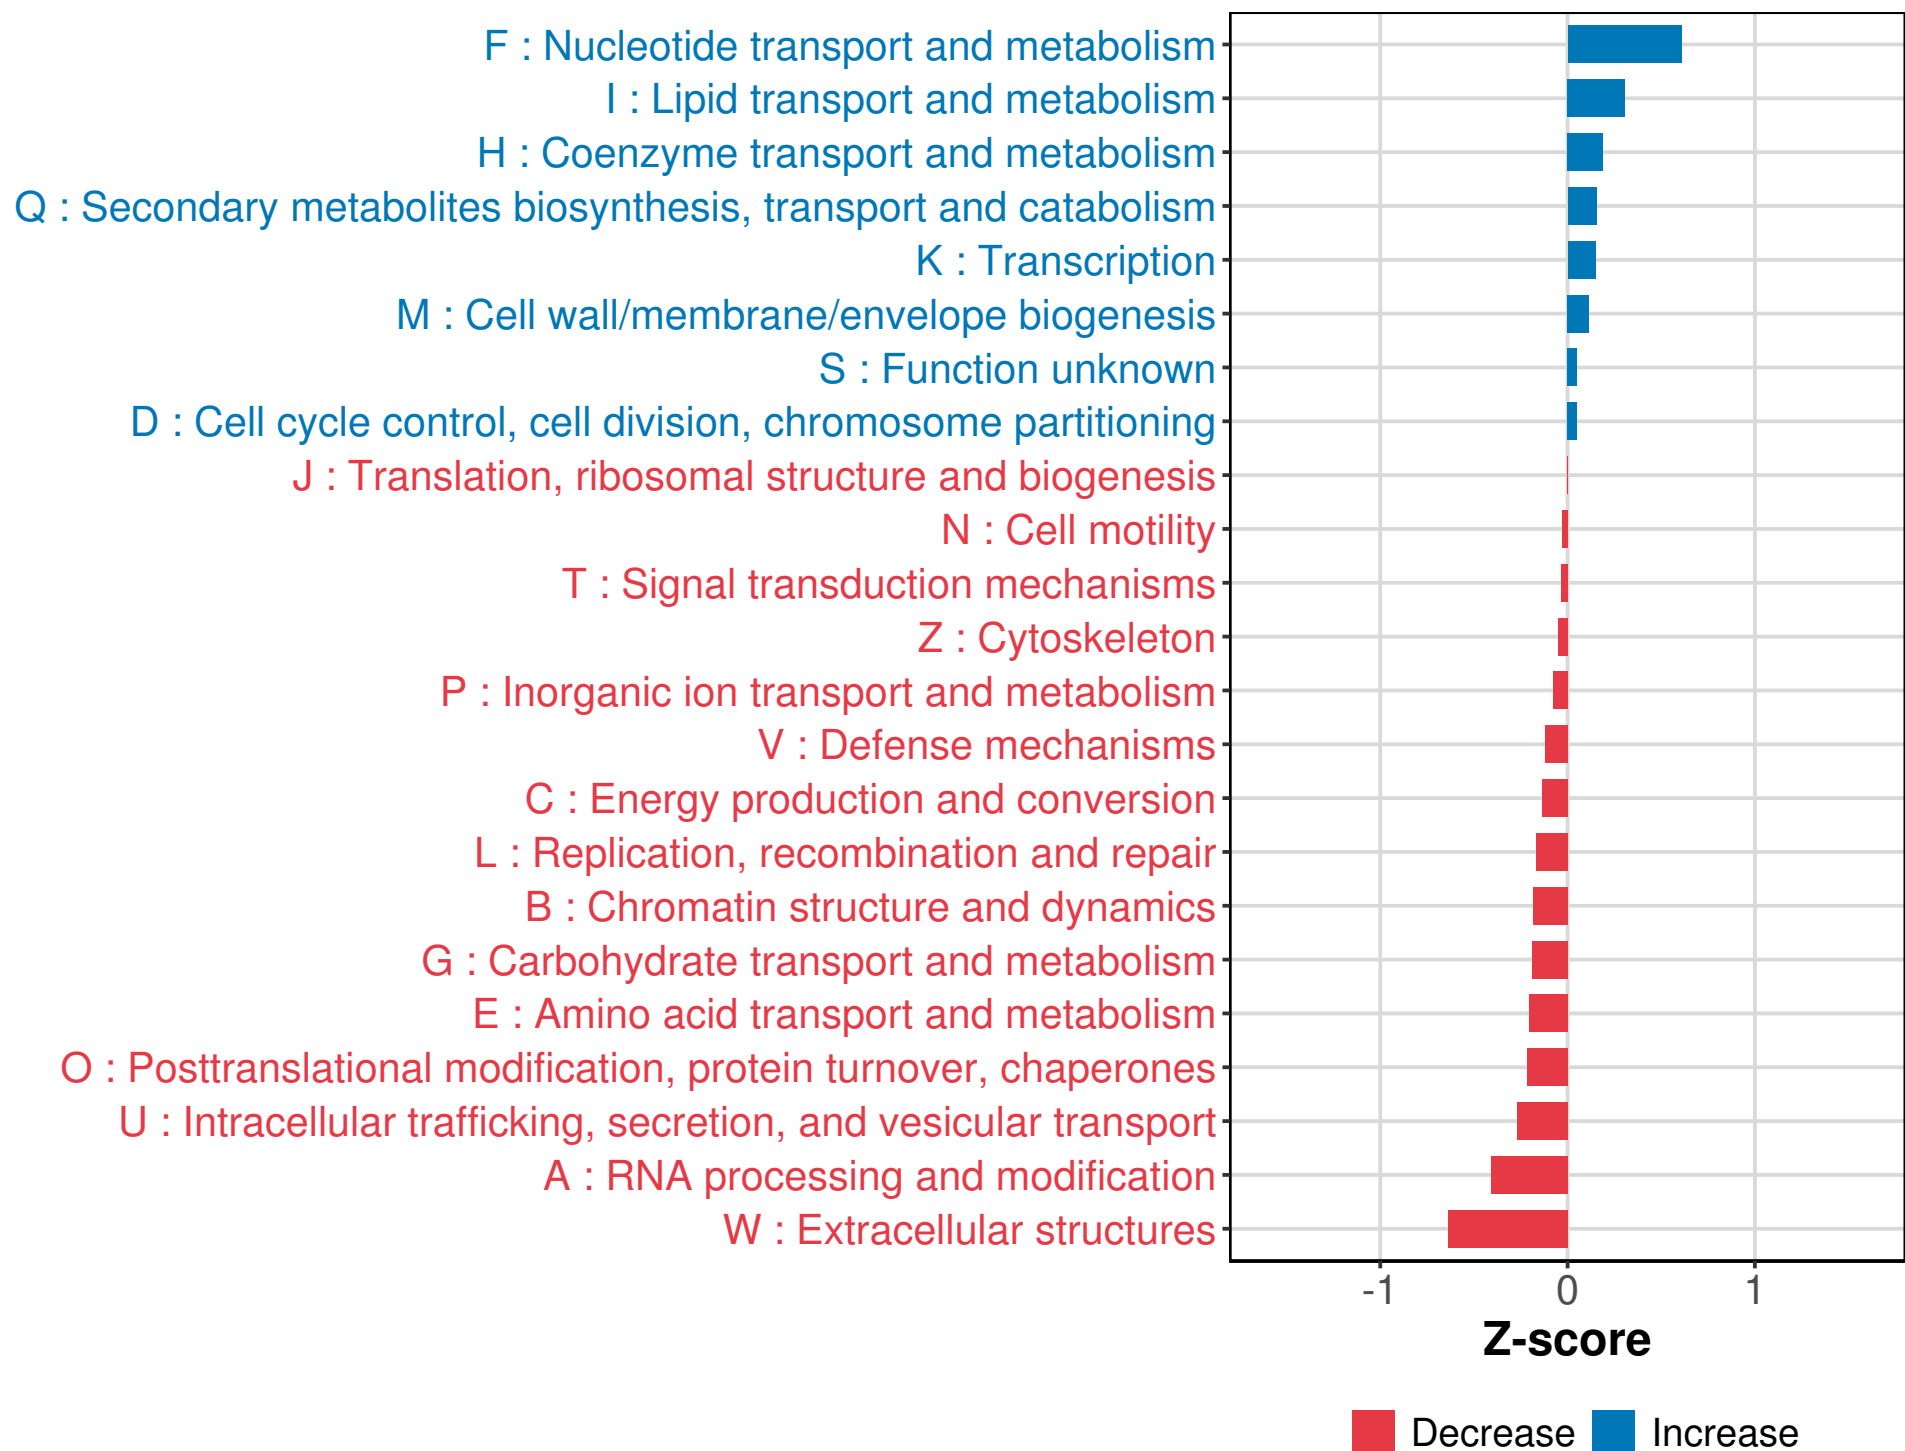 F : Nucleotide transport and metabolism
I : Lipid transport and metabolism
H : Coenzyme transport and metabolism
Q : Secondary metabolites biosynthesis, transport and catabolism
K : Transcription
M : Cell wall/membrane/envelope biogenesis
S : Function unknown
D : Cell cycle control, cell division, chromosome partitioning
J : Translation, ribosomal structure and biogenesis
N : Cell motility
T : Signal transduction mechanisms
Z : Cytoskeleton
P : Inorganic ion transport and metabolism
V : Defense mechanisms
C : Energy production and conversion
L : Replication, recombination and repair
B : Chromatin structure and dynamics
G : Carbohydrate transport and metabolism
E : Amino acid transport and metabolism
O : Posttranslational modification, protein turnover, chaperones
U : Intracellular trafficking, secretion, and vesicular transport
A : RNA processing and modification
W : Extracellular structures
-1 0 1
Z-score
Decrease Increase